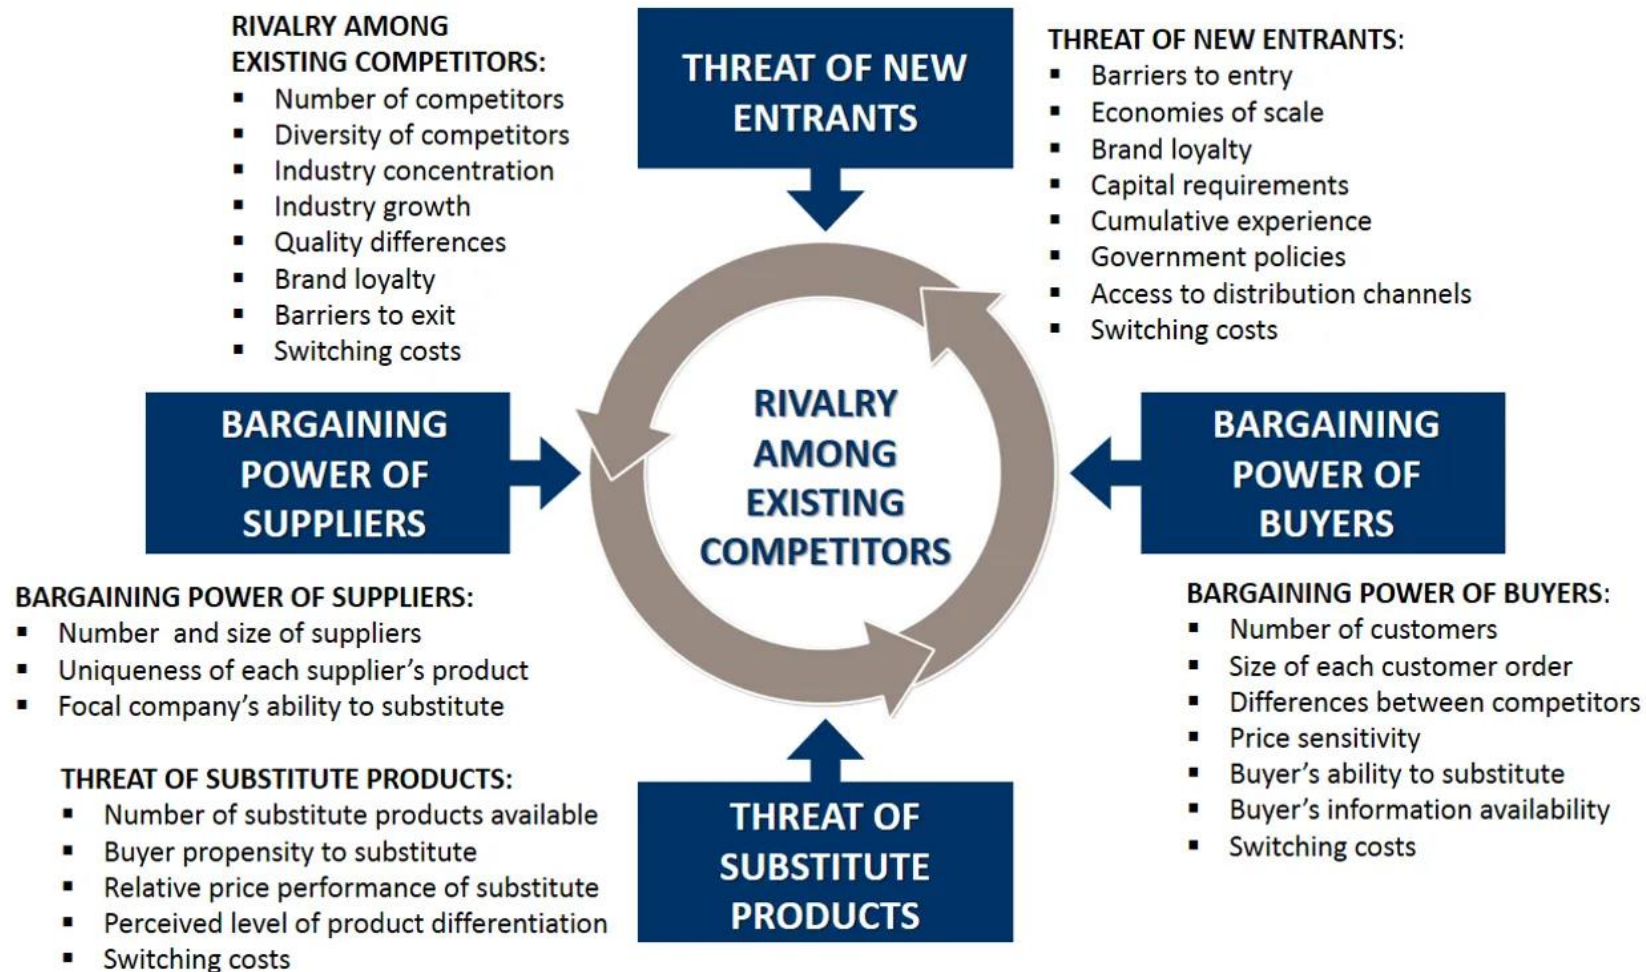 RIVALRY AMONG
EXISTING COMPETITORS:
▪ Number of competitors
▪ Diversity of competitors
▪ Industry concentration
▪ Industry growth
▪ Quality differences
▪ Brand loyalty
▪ Barriers to exit
▪ Switching costs
THREAT OF NEW
ENTRANTS
THREAT OF NEW ENTRANTS:
▪ Barriers to entry
▪ Economies of scale
▪ Brand loyalty
▪ Capital requirements
▪ Cumulative experience
▪ Government policies
▪ Access to distribution channels
▪ Switching costs
BARGAINING
POWER OF
SUPPLIERS
RIVALRY
AMONG
EXISTING
COMPETITORS
BARGAINING
POWER OF
BUYERS
BARGAINING POWER OF SUPPLIERS:
▪ Number and size of suppliers
▪ Uniqueness of each supplier’s product
▪ Focal company’s ability to substitute
BARGAINING POWER OF BUYERS:
▪ Number of customers
▪ Size of each customer order
▪ Differences between competitors
▪ Price sensitivity
▪ Buyer’s ability to substitute
▪ Buyer’s information availability
▪ Switching costs
THREAT OF SUBSTITUTE PRODUCTS:
▪ Number of substitute products available
▪ Buyer propensity to substitute
▪ Relative price performance of substitute
▪ Perceived level of product differentiation
▪ Switching costs
THREAT OF
SUBSTITUTE
PRODUCTS